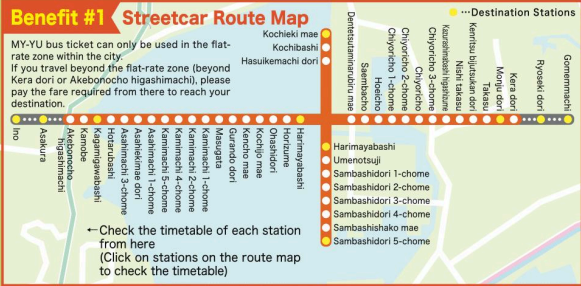 Benefit #1 Streetcar Route Map
…Destination Stations
MY-YU bus ticket can only be used in the flat-
rate zone within the city.
If you travel beyond the flat-rate zone (beyond
Kera dori or Akebonocho higashimachi), please
pay the fare required from there to reach your
destination.
Kochieki mae
Kochibashi
Hasuikemachi dori
Dentetsutaminarubiru mae
Saenbacho
Hoeicho
Chiyoricho 1-chome
Chiyoricho 2-chome
Chiyoricho
Chiyoricho 3-chome
Kazurashimabashi higashizume
Nishi takasu
Kenritsu bijutsukan dori
Takasu
Monju dori
Kera dori
Ryoseki dori
Gomenmachi
Ino
Asakura
Akebonocho
higashimachi
Kamobe
Kagamigawabashi
Hotarubashi
Asahimachi 3-chome
Asahiekimae dori
Asahimachi 1-chome
Kamimachi 5-chome
Kamimachi 4-chome
Kamimachi 2-chome
Kamimachi 1-chome
Masugata
Gurando dori
Kencho mae
Kochijo mae
Ohashidori
Horizume
Harimayabashi
Harimayabashi
Umenotsuji
Sambashidori 1-chome
Sambashidori 2-chome
Sambashidori 3-chome
Sambashidori 4-chome
Sambashishako mae
Sambashidori 5-chome
←Check the timetable of each station
from here
(Click on stations on the route map
to check the timetable)